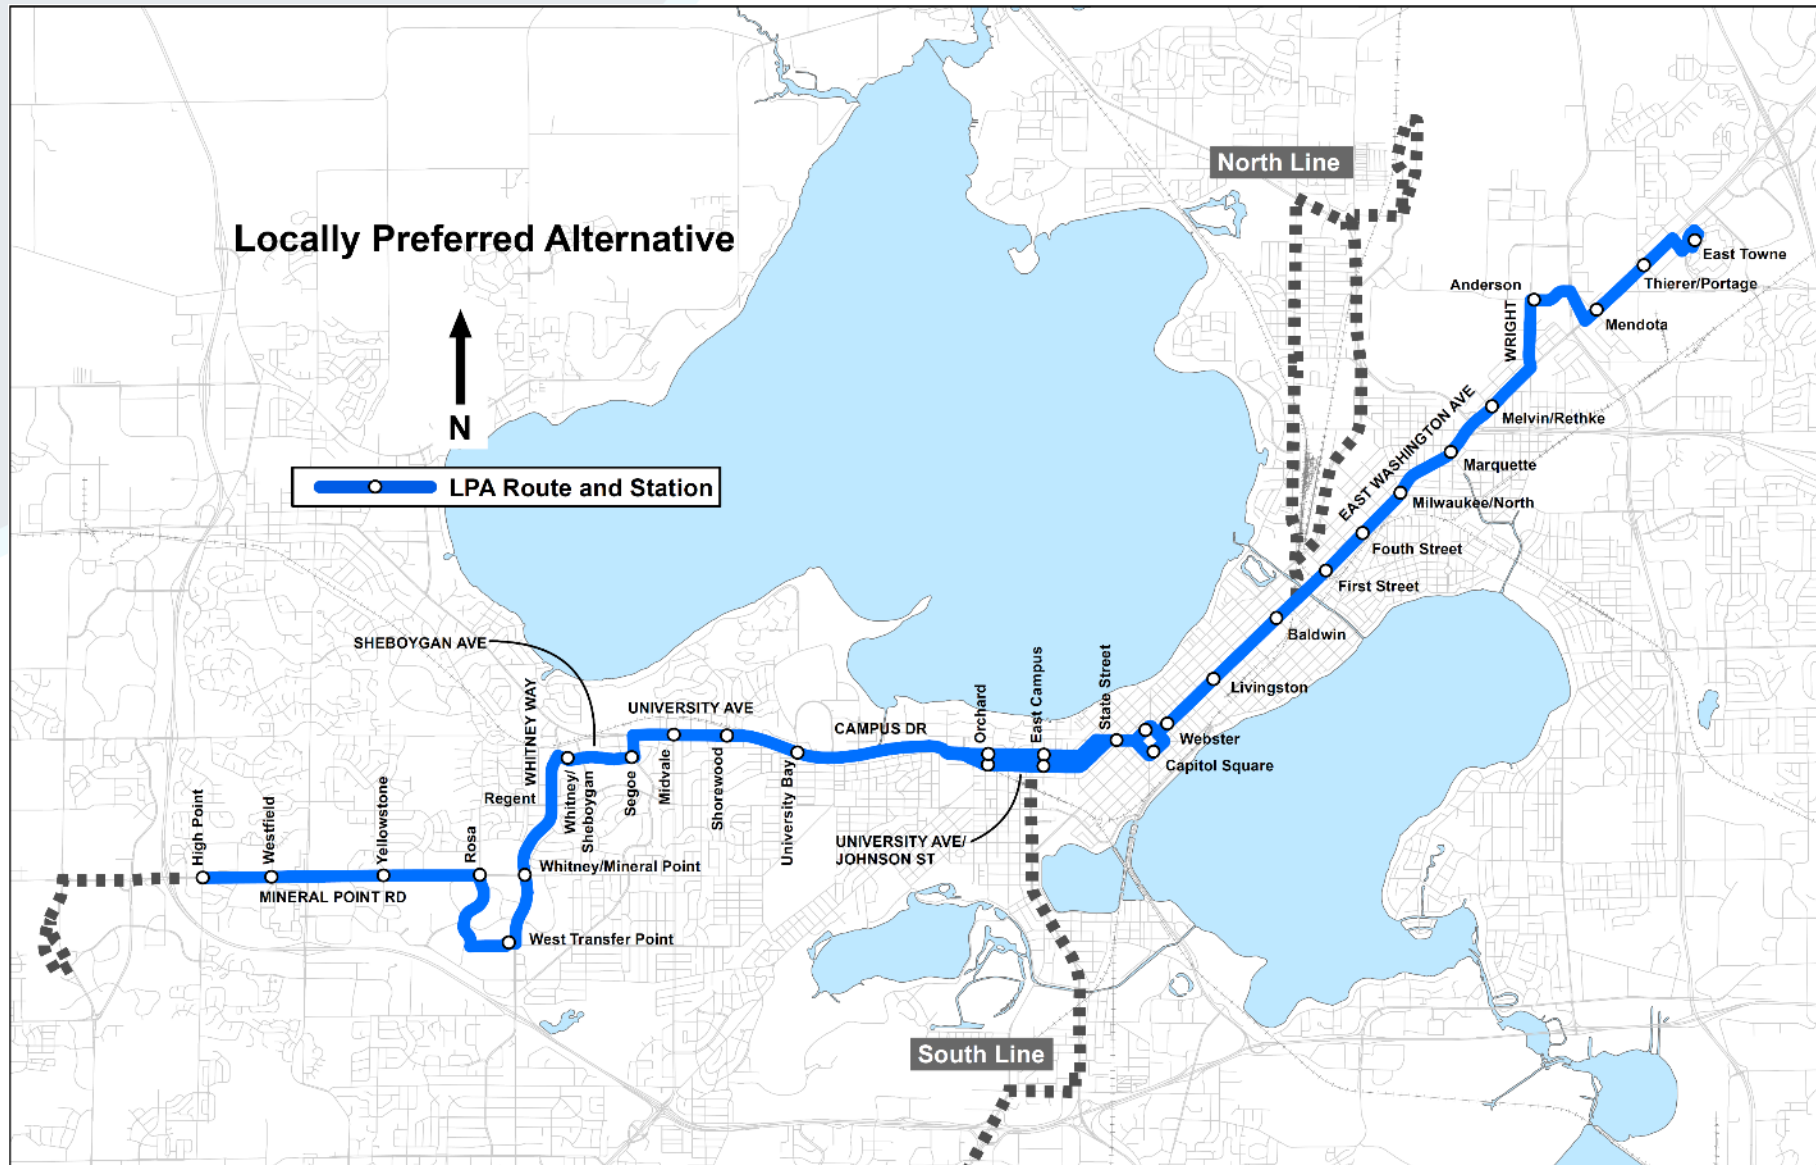 North Line
Locally Preferred Alternative
N
LPA Route and Station
East Towne
Thierer/Portage
Anderson
Mendota
WRIGHT
Melvin/Rethke
EAST WASHINGTON AVE
Marquette
Milwaukee/North
Fouth Street
First Street
Baldwin
Livingston
SHEBOYGAN AVE
WHITNEY WAY
UNIVERSITY AVE
CAMPUS DR
Orchard
East Campus
State Street
Webster
Capitol Square
Regent
Whitney/
Sheboygan
Segoe
Midvale
Shorewood
University Bay
UNIVERSITY AVE/
JOHNSON ST
High Point
Westfield
Yellowstone
Rosa
Whitney/Mineral Point
MINERAL POINT RD
West Transfer Point
South Line